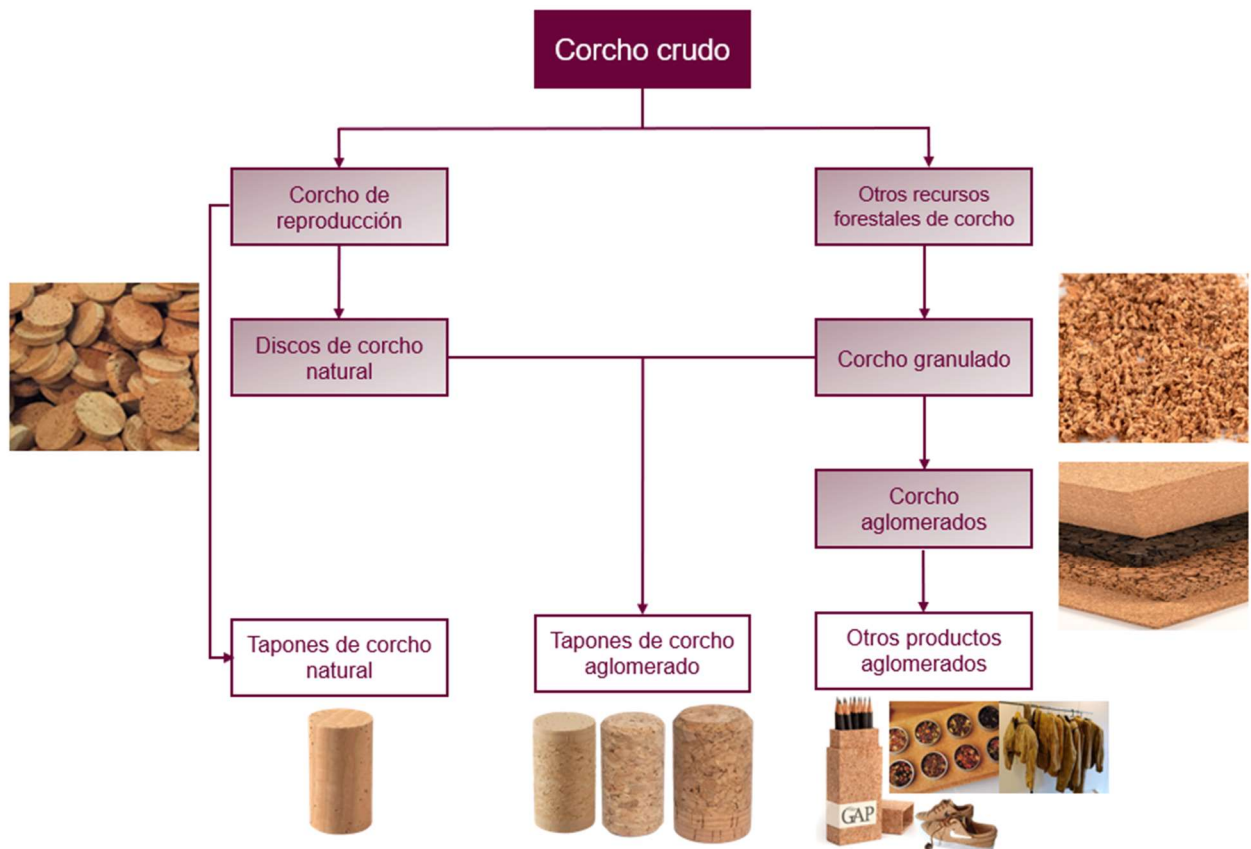 Corcho crudo
Corcho de
reproducción
Otros recursos
forestales de corcho
Discos de corcho
natural
Corcho granulado
Corcho
aglomerados
Tapones de corcho
natural
Tapones de corcho
aglomerado
Otros productos
aglomerados
GAP